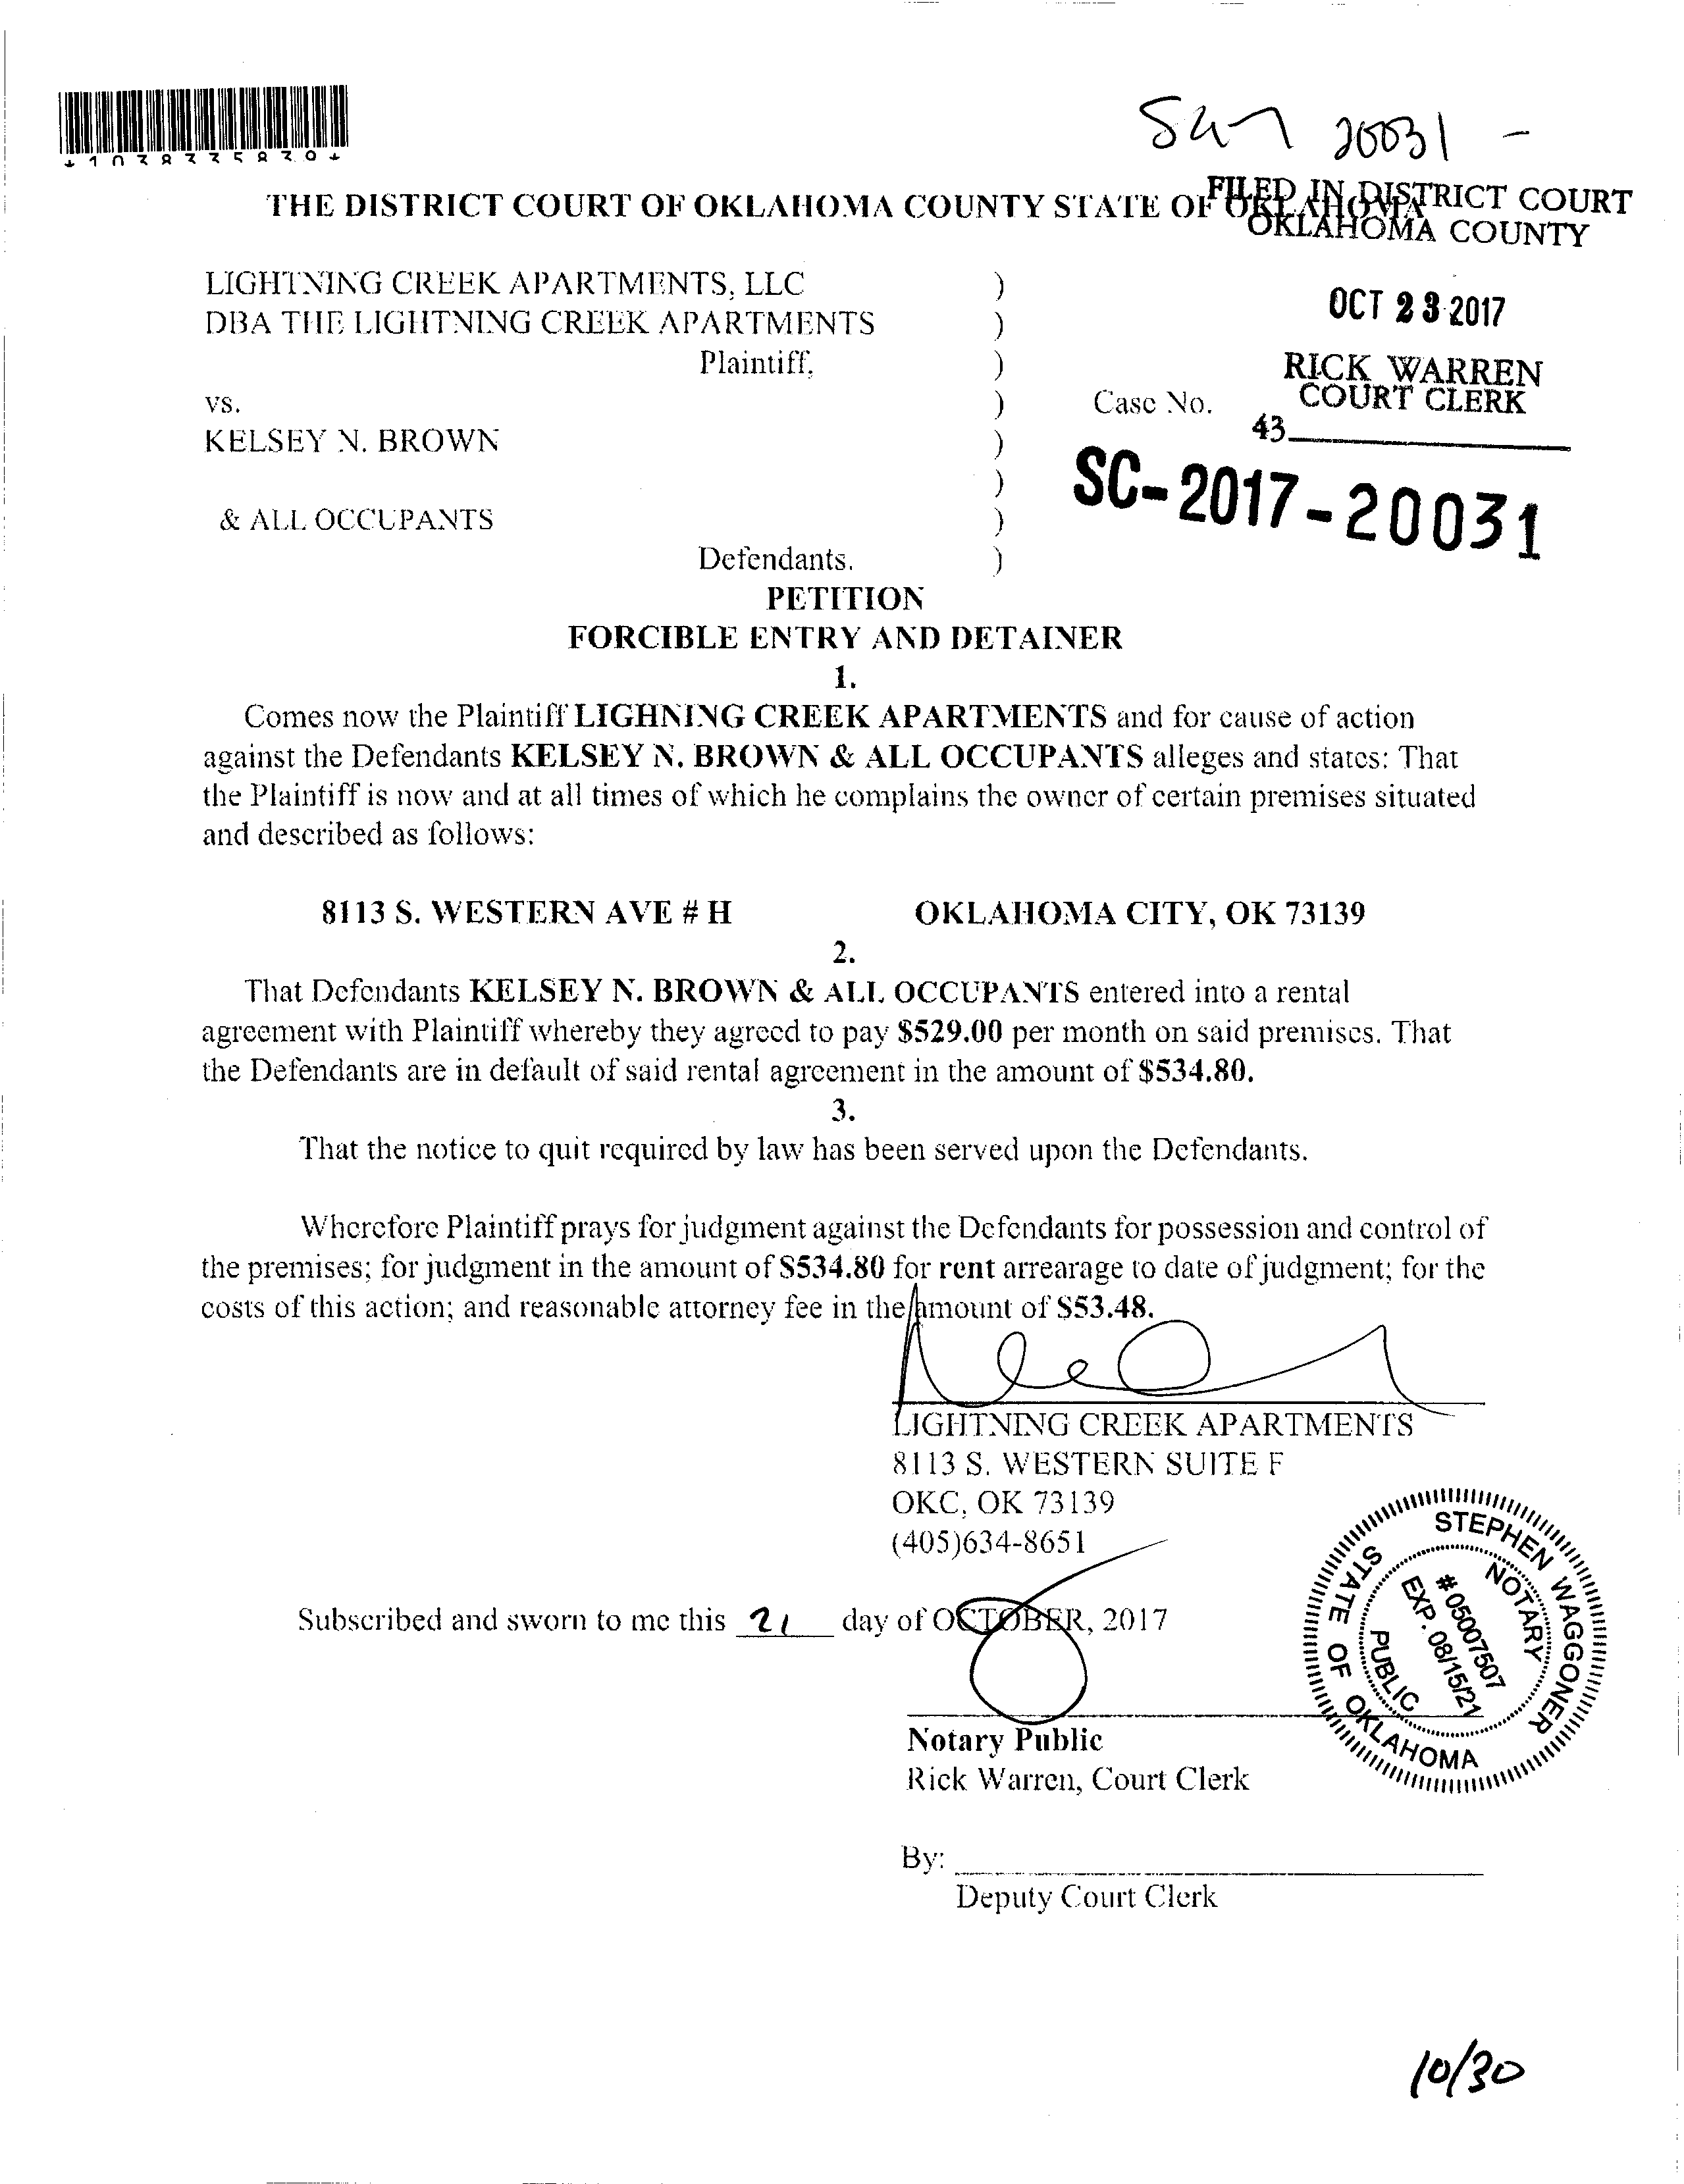 20031 -
THE DISTRICT COURT OF OKLAHOMA COUNTY STATE OF OKLAHOMA
FILED IN DISTRICT COURT
OKLAHOMA COUNTY
LIGHTNING CREEK APARTMENTS, LLC )
DBA THE LIGHTNING CREEK APARTMENTS )
OCT 23 2017
Plaintiff, )
RICK WARREN
COURT CLERK
vs. ) Case No.
43
KELSEY N. BROWN )
)
SC-2017-20031
& ALL OCCUPANTS )
Defendants. )
PETITION
FORCIBLE ENTRY AND DETAINER
1.
Comes now the Plaintiff LIGHNING CREEK APARTMENTS and for cause of action
against the Defendants KELSEY N. BROWN & ALL OCCUPANTS alleges and states: That
the Plaintiff is now and at all times of which he complains the owner of certain premises situated
and described as follows:
8113 S. WESTERN AVE # H OKLAHOMA CITY, OK 73139
2.
That Defendants KELSEY N. BROWN & ALL OCCUPANTS entered into a rental
agreement with Plaintiff whereby they agreed to pay $529.00 per month on said premises. That
the Defendants are in default of said rental agreement in the amount of $534.80.
3.
That the notice to quit required by law has been served upon the Defendants.
Wherefore Plaintiff prays for judgment against the Defendants for possession and control of
the premises; for judgment in the amount of $534.80 for rent arrearage to date of judgment; for the
costs of this action; and reasonable attorney fee in the amount of $53.48.
LIGHTNING CREEK APARTMENTS
8113 S. WESTERN SUITE F
OKC, OK 73139
(405)634-8651
Subscribed and sworn to me this 21 day of OCTOBER, 2017
STEPHEN WAGGONER
NOTARY PUBLIC
# 05007507
EXP. 08/15/21
STATE OF OKLAHOMA
Notary Public
Rick Warren, Court Clerk
By:
Deputy Court Clerk
10/30